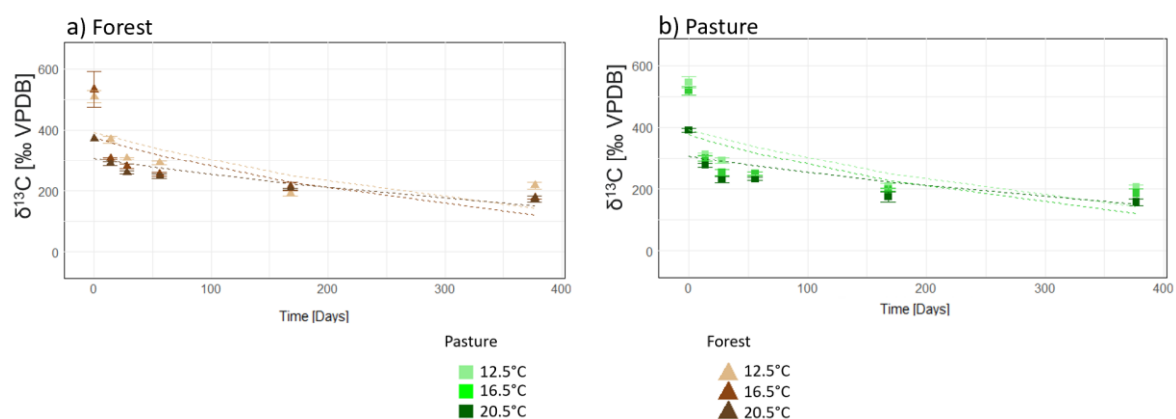 a) Forest
b) Pasture
δ¹³C [‰ VPDB]
600
400
200
0
0
100
200
300
400
Time [Days]
δ¹³C [‰ VPDB]
600
400
200
0
0
100
200
300
400
Time [Days]
Pasture
12.5°C
16.5°C
20.5°C
Forest
12.5°C
16.5°C
20.5°C